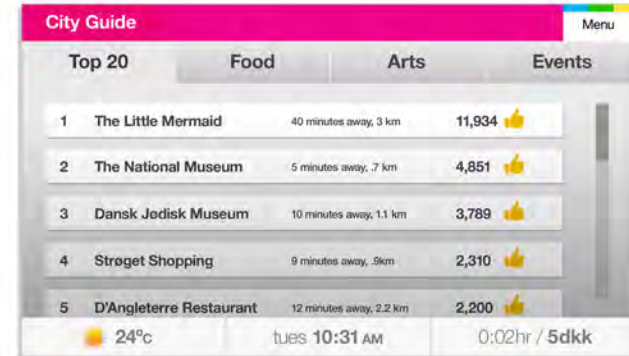 City Guide Menu
Top 20 Food Arts Events
1 The Little Mermaid 40 minutes away, 3 km 11,934
2 The National Museum 5 minutes away, .7 km 4,851
3 Dansk Jødisk Museum 10 minutes away, 1.1 km 3,789
4 Strøget Shopping 9 minutes away, .9km 2,310
5 D'Angleterre Restaurant 12 minutes away, 2.2 km 2,200
24°c tues 10:31 AM 0:02hr / 5dkk